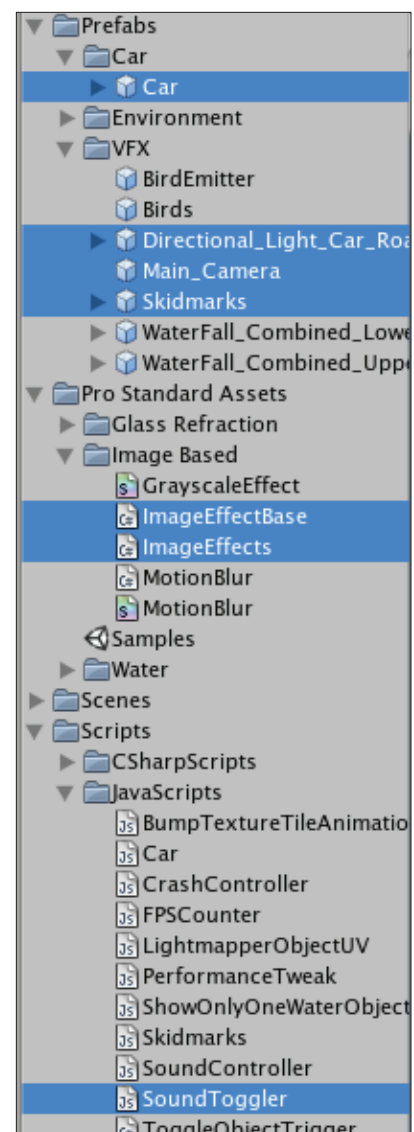 Prefabs
Car
Car
Environment
VFX
BirdEmitter
Birds
Directional_Light_Car_Roa
Main_Camera
Skidmarks
WaterFall_Combined_Lowe
WaterFall_Combined_Uppe
Pro Standard Assets
Glass Refraction
Image Based
GrayscaleEffect
ImageEffectBase
ImageEffects
MotionBlur
MotionBlur
Samples
Water
Scenes
Scripts
CSharpScripts
JavaScripts
BumpTextureTileAnimatio
Car
CrashController
FPSCounter
LightmapperObjectUV
PerformanceTweak
ShowOnlyOneWaterObject
Skidmarks
SoundController
SoundToggler
ToggleObjectTrigger